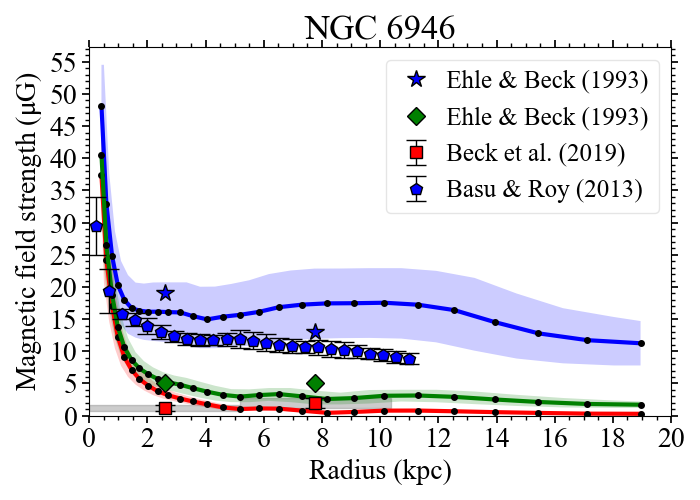 NGC 6946
Magnetic field strength (μG)
55
50
45
40
35
30
25
20
15
10
5
0
Ehle & Beck (1993)
Ehle & Beck (1993)
Beck et al. (2019)
Basu & Roy (2013)
0 2 4 6 8 10 12 14 16 18 20
Radius (kpc)